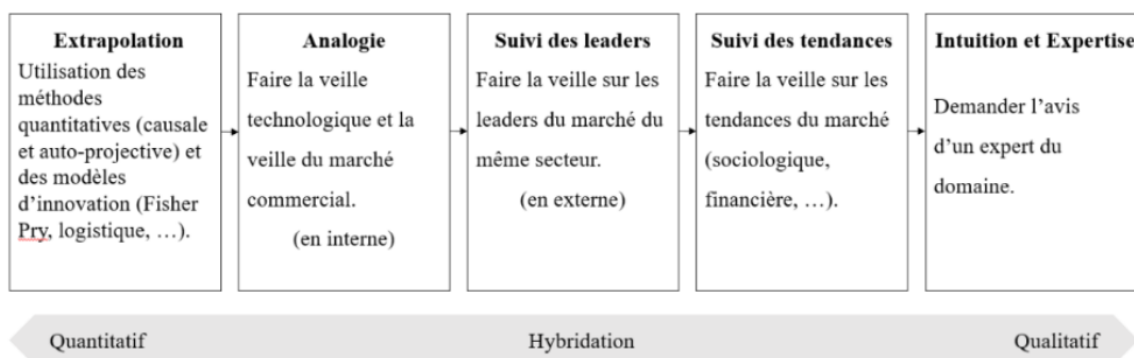 Extrapolation
Utilisation des
méthodes
quantitatives (causale
et auto-projective) et
des modèles
d’innovation (Fisher
Pry, logistique, …).
Analogie
Faire la veille
technologique et la
veille du marché
commercial.
(en interne)
Suivi des leaders
Faire la veille sur les
leaders du marché du
même secteur.
(en externe)
Suivi des tendances
Faire la veille sur les
tendances du marché
(sociologique,
financière, …).
Intuition et Expertise
Demander l’avis
d’un expert du
domaine.
Quantitatif
Hybridation
Qualitatif